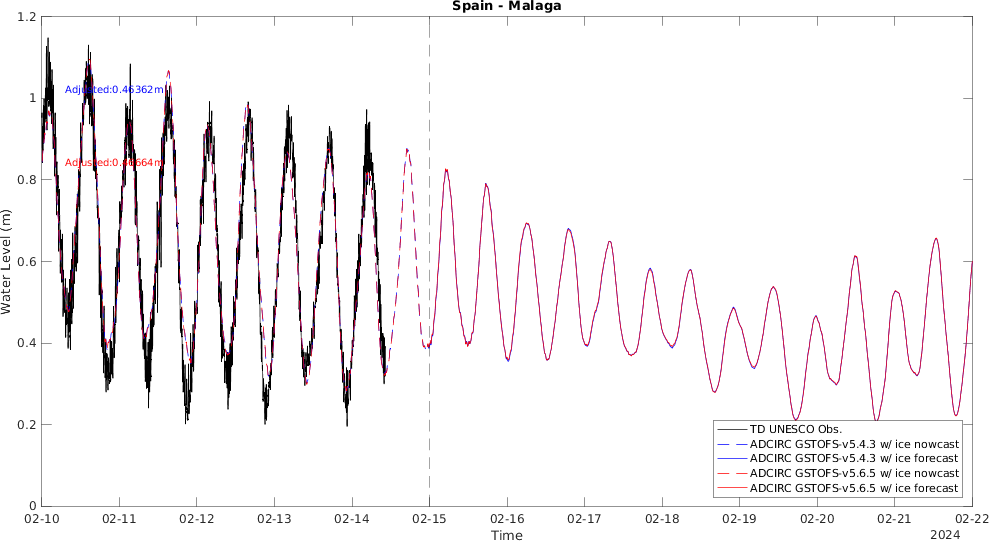 Spain - Malaga
Water Level (m)
1.2
1
0.8
0.6
0.4
0.2
0
Adjusted:0.46362m
Adjusted:0.46664m
TD UNESCO Obs.
ADCIRC GSTOFS-v5.4.3 w/ ice nowcast
ADCIRC GSTOFS-v5.4.3 w/ ice forecast
ADCIRC GSTOFS-v5.6.5 w/ ice nowcast
ADCIRC GSTOFS-v5.6.5 w/ ice forecast
02-10 02-11 02-12 02-13 02-14 02-15 02-16 02-17 02-18 02-19 02-20 02-21 02-22
Time
2024